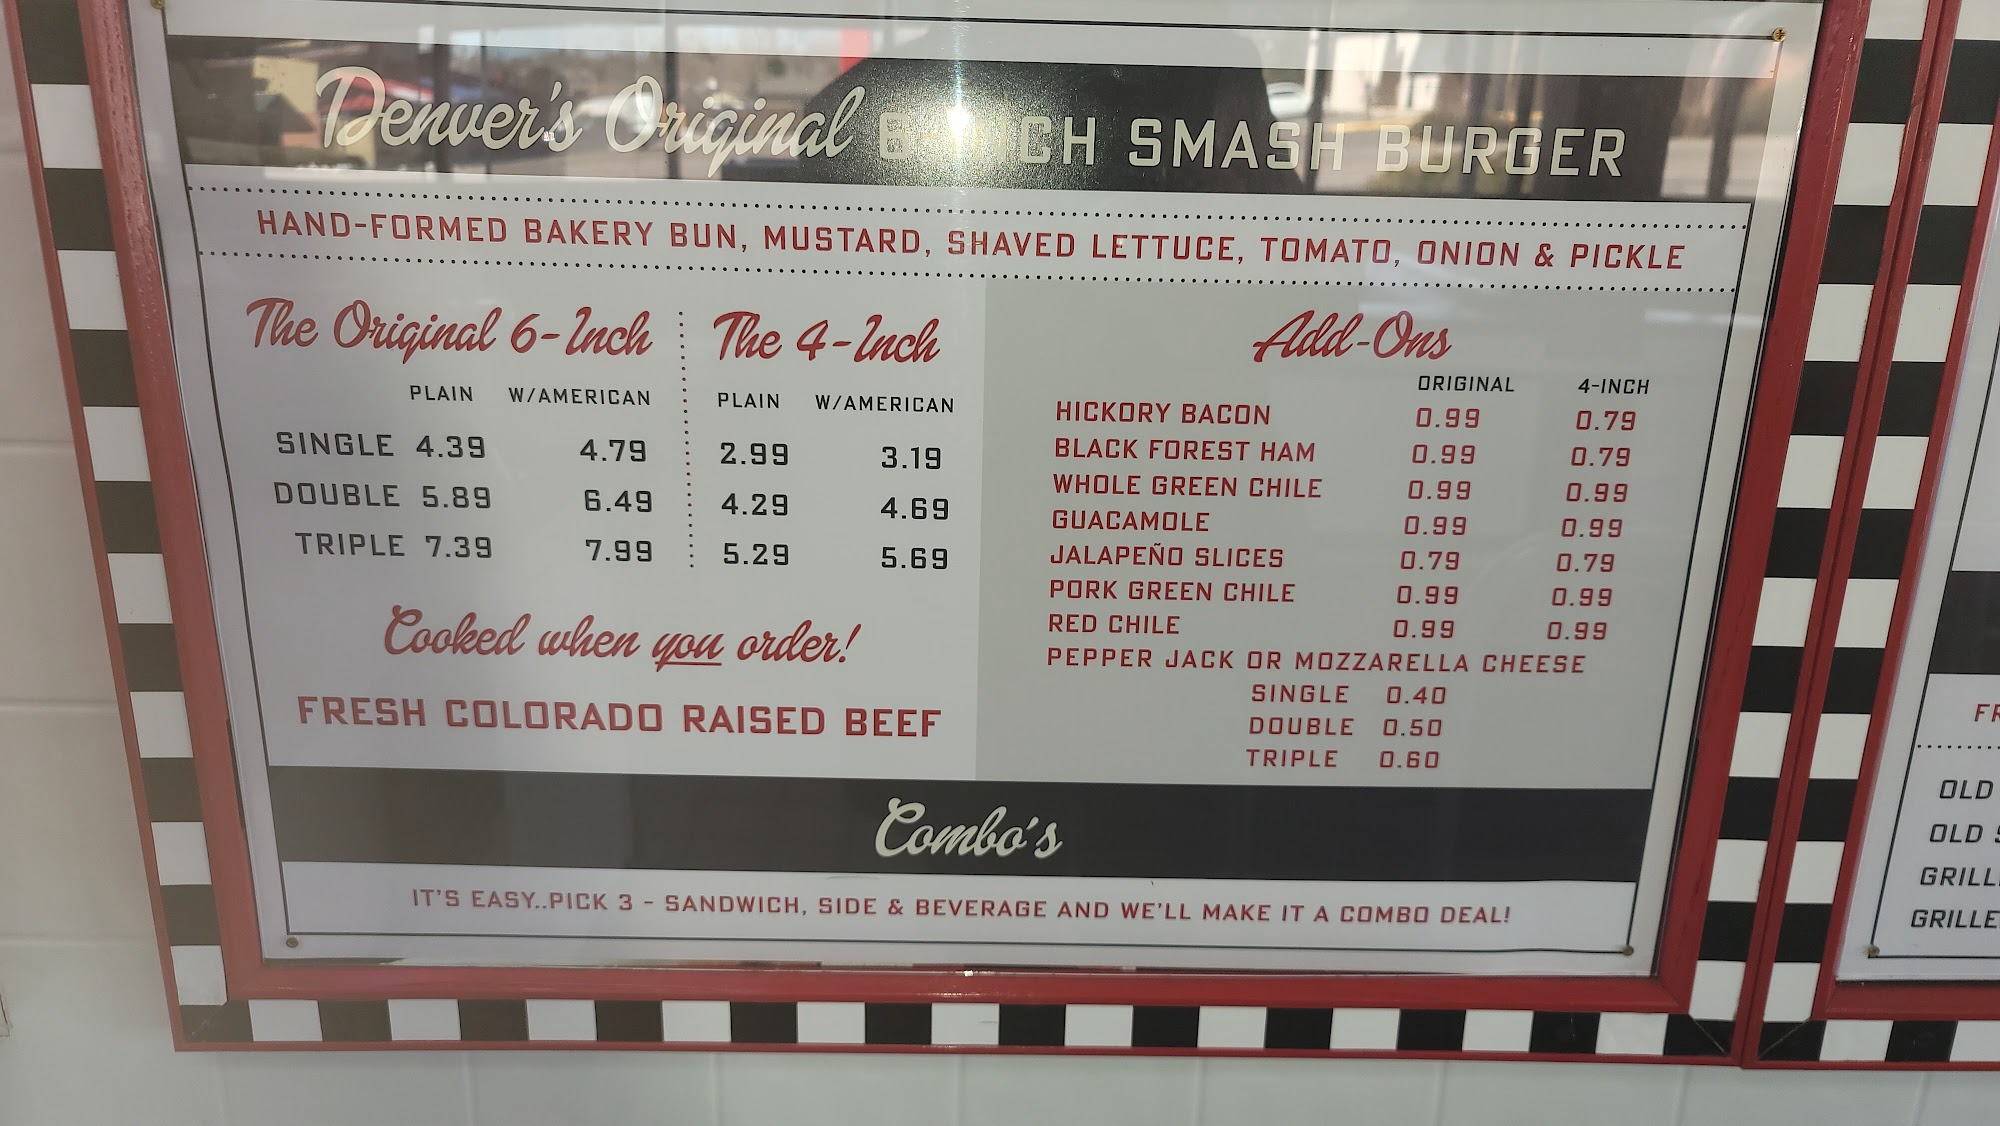 Denver's Original 6-INCH SMASH BURGER
HAND-FORMED BAKERY BUN, MUSTARD, SHAVED LETTUCE, TOMATO, ONION & PICKLE
The Original 6-Inch
PLAIN W/AMERICAN
SINGLE 4.39 4.79
DOUBLE 5.89 6.49
TRIPLE 7.39 7.99
The 4-Inch
PLAIN W/AMERICAN
2.99 3.19
4.29 4.69
5.29 5.69
Cooked when you order!
FRESH COLORADO RAISED BEEF
Add-Ons
ORIGINAL 4-INCH
HICKORY BACON 0.99 0.79
BLACK FOREST HAM 0.99 0.79
WHOLE GREEN CHILE 0.99 0.99
GUACAMOLE 0.99 0.99
JALAPEÑO SLICES 0.79 0.79
PORK GREEN CHILE 0.99 0.99
RED CHILE 0.99 0.99
PEPPER JACK OR MOZZARELLA CHEESE
SINGLE 0.40
DOUBLE 0.50
TRIPLE 0.60
Combo's
IT'S EASY..PICK 3 - SANDWICH, SIDE & BEVERAGE AND WE'LL MAKE IT A COMBO DEAL!
OLD
OLD